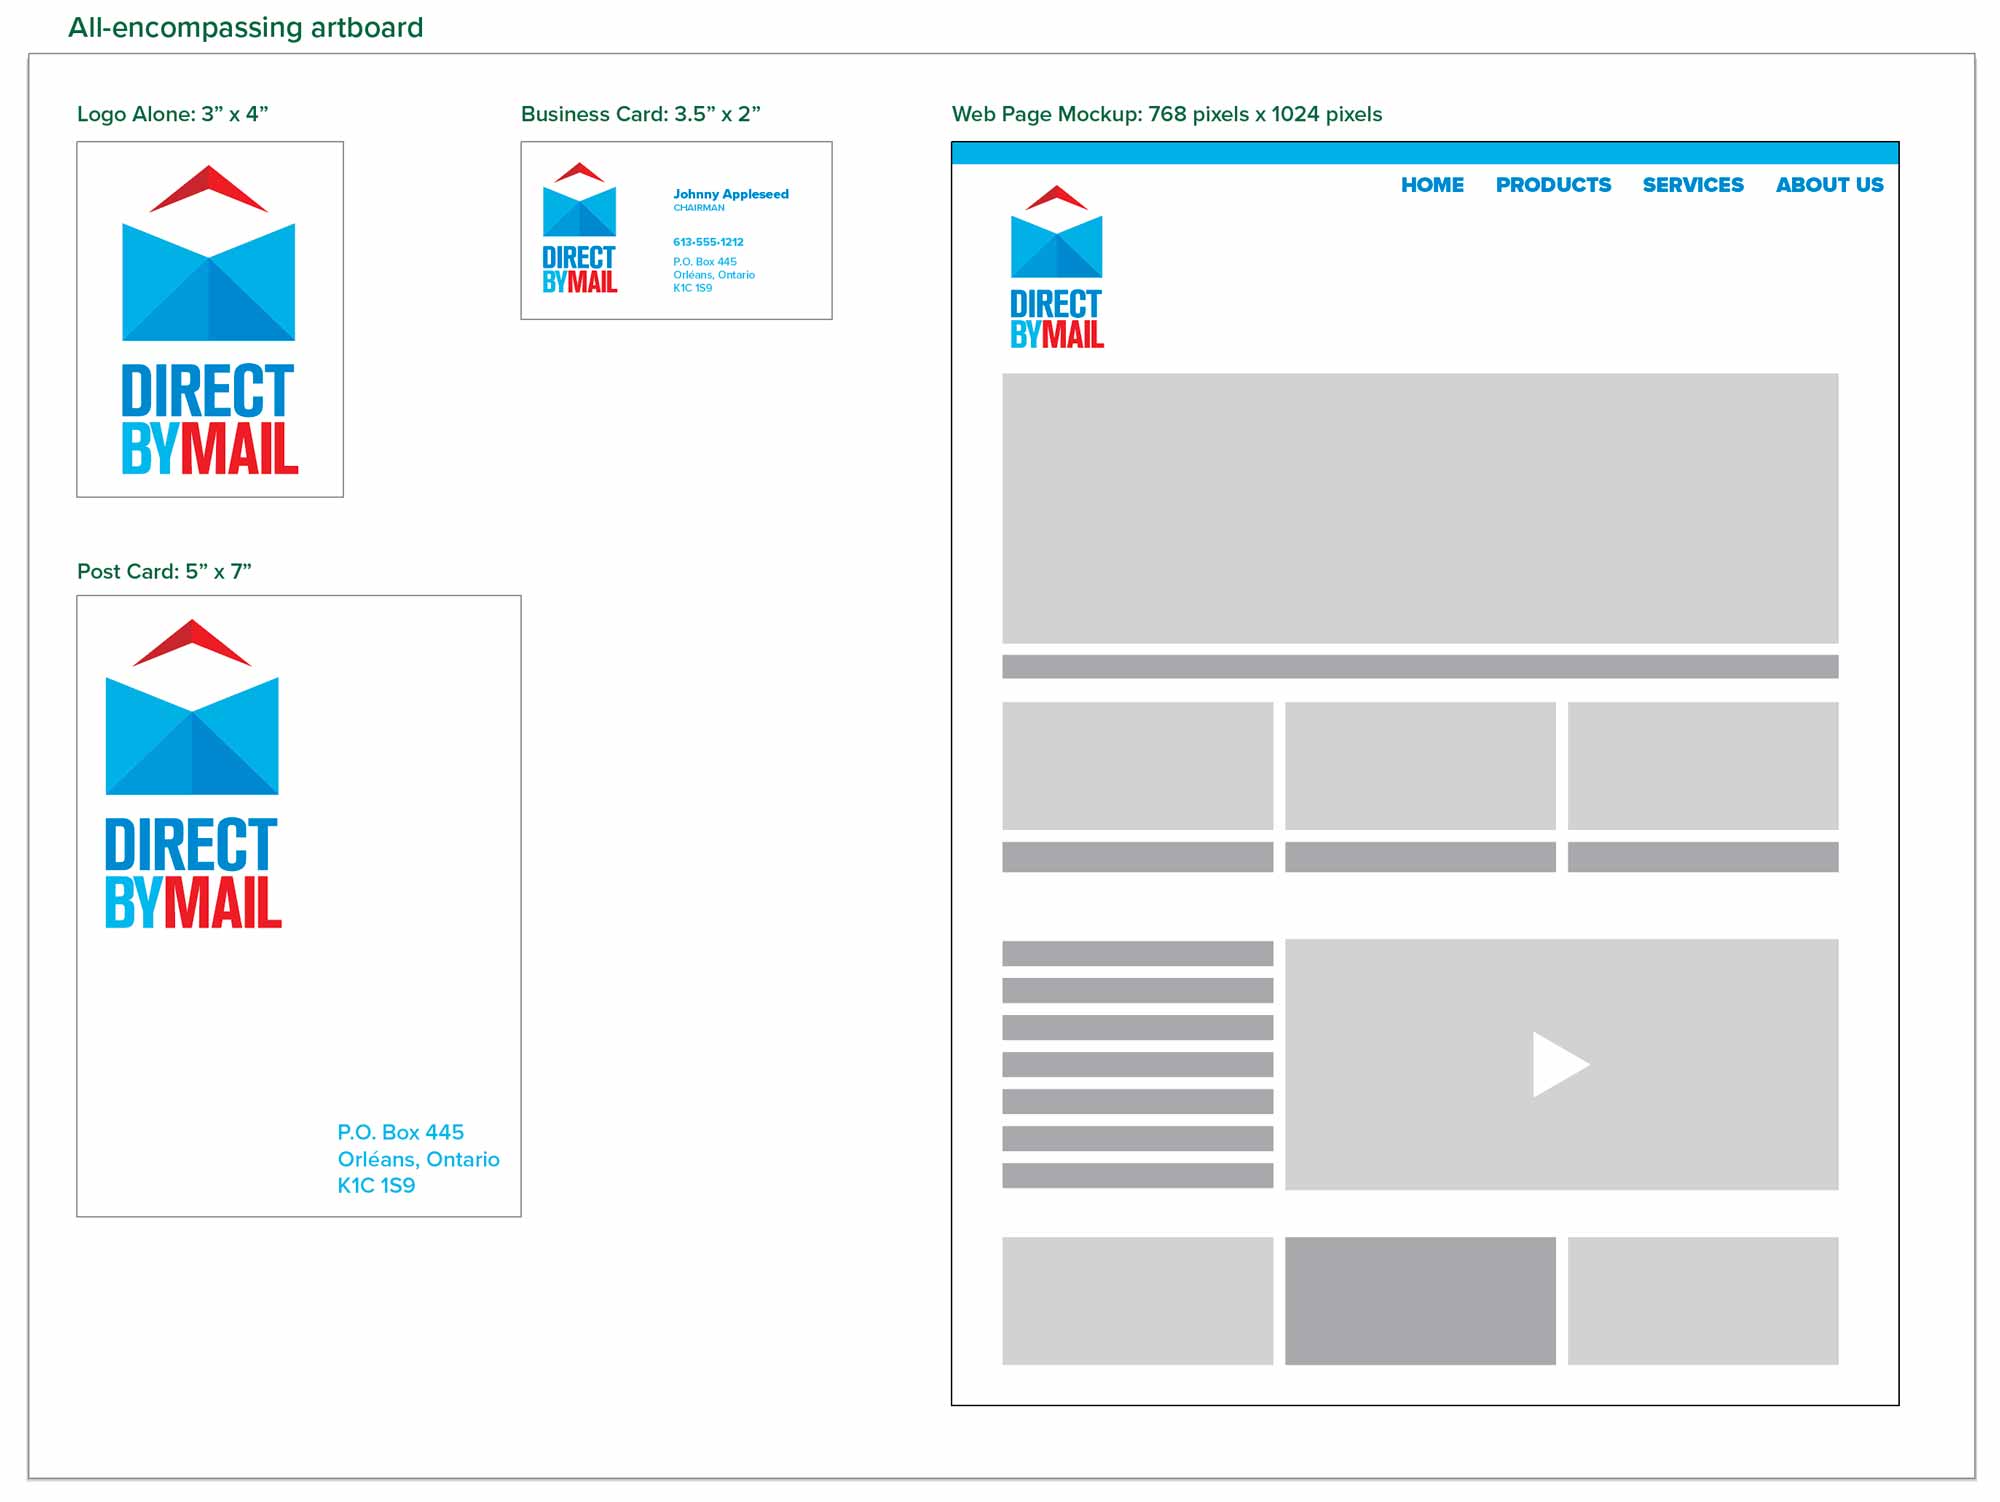 All-encompassing artboard
Logo Alone: 3” x 4”
DIRECT
BYMAIL
Business Card: 3.5” x 2”
DIRECT
BYMAIL
Johnny Appleseed
CHAIRMAN
613•555•1212
P.O. Box 445
Orléans, Ontario
K1C 1S9
Post Card: 5” x 7”
DIRECT
BYMAIL
P.O. Box 445
Orléans, Ontario
K1C 1S9
Web Page Mockup: 768 pixels x 1024 pixels
HOME PRODUCTS SERVICES ABOUT US
DIRECT
BYMAIL